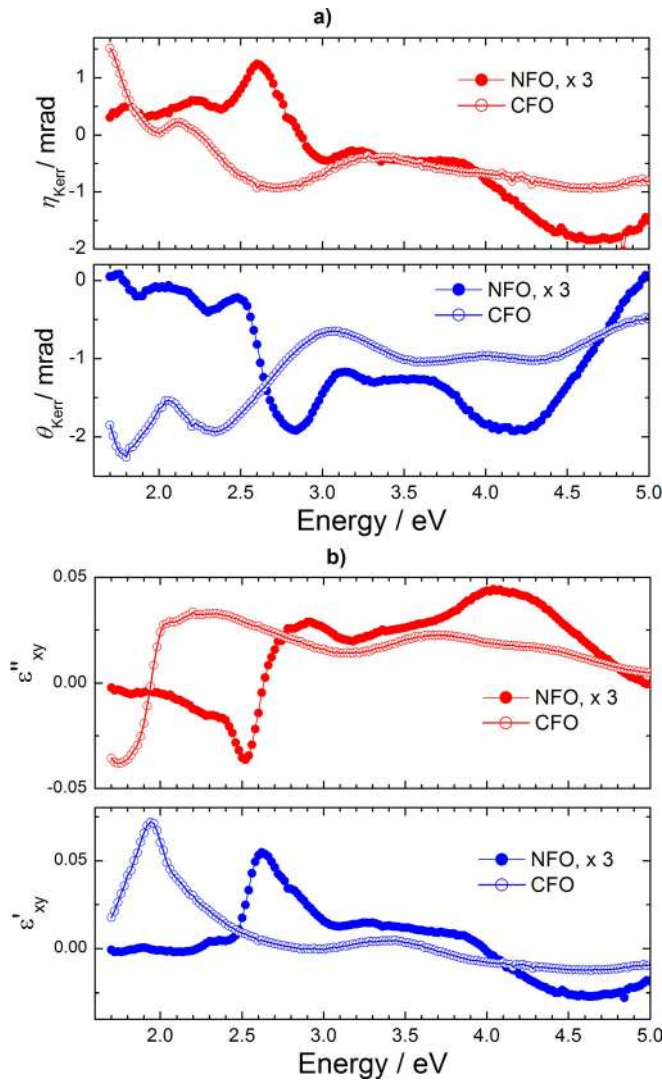 a)
1
0
-1
-2
η_Kerr/ mrad
NFO, x 3
CFO
0
-1
-2
θ_Kerr/ mrad
NFO, x 3
CFO
2.0 2.5 3.0 3.5 4.0 4.5 5.0
Energy / eV
b)
0.05
0.00
-0.05
ε''_xy
NFO, x 3
CFO
0.05
0.00
ε'_xy
NFO, x 3
CFO
2.0 2.5 3.0 3.5 4.0 4.5 5.0
Energy / eV